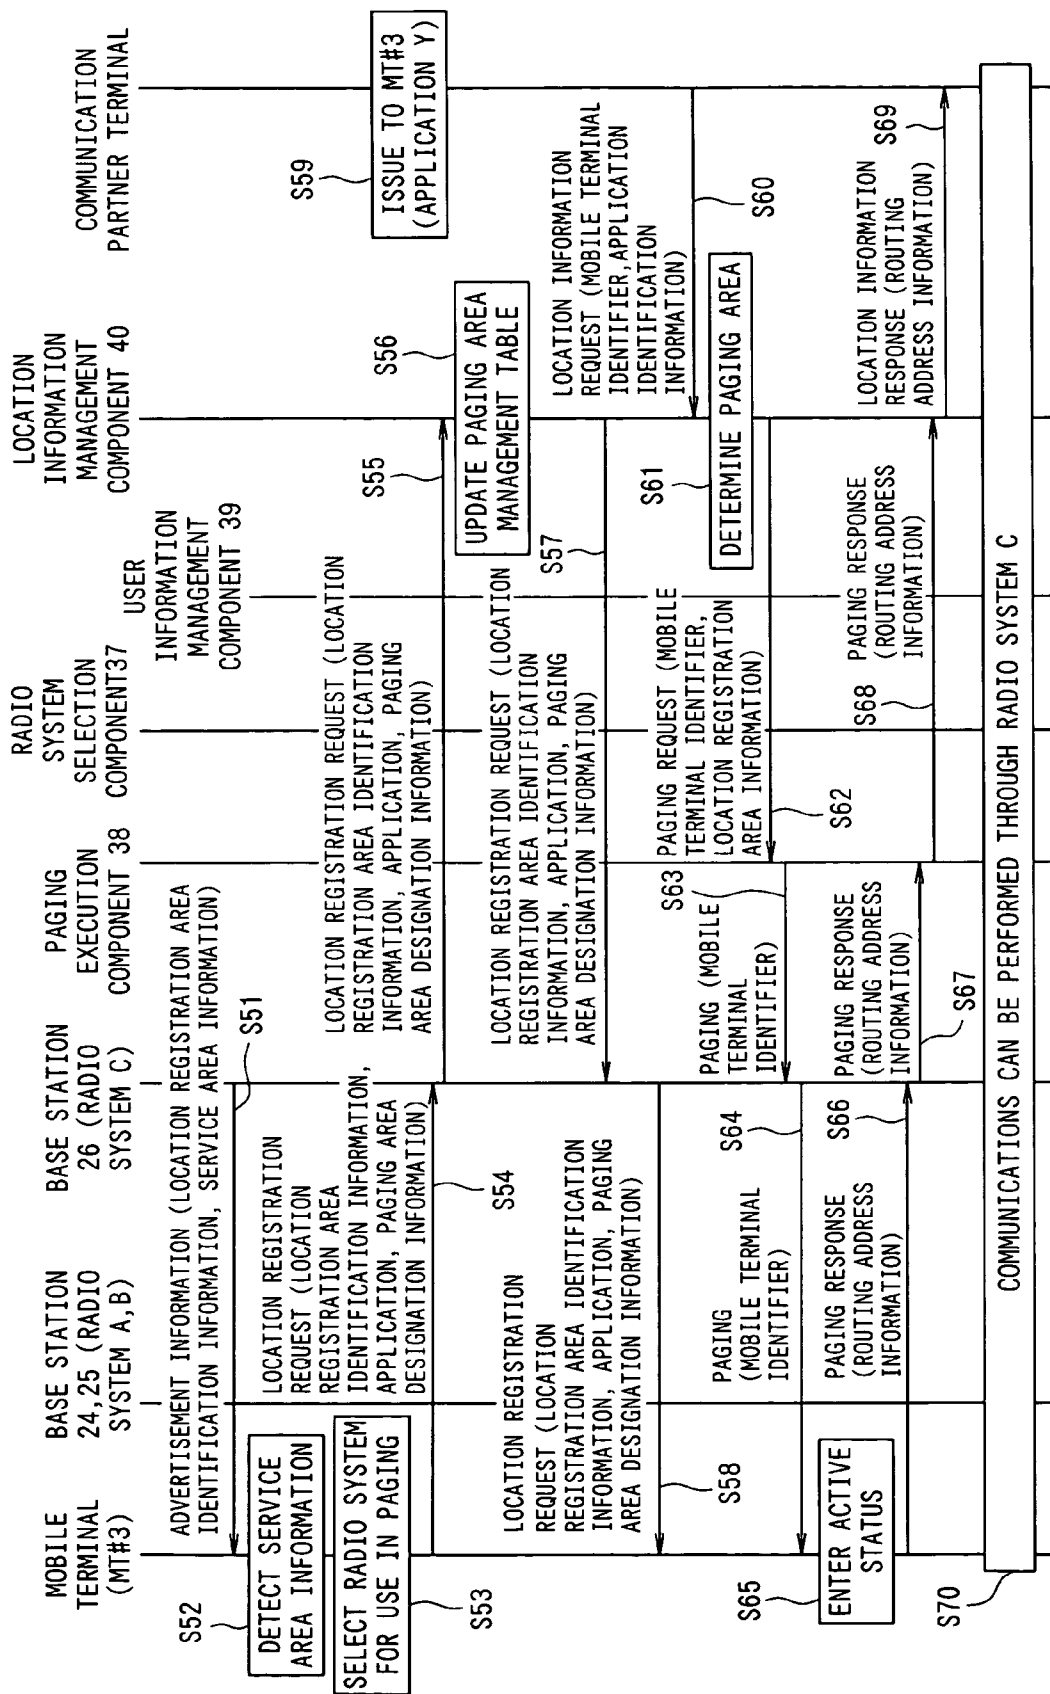 MOBILE
TERMINAL
(MT#3)
BASE STATION
24,25 (RADIO
SYSTEM A,B)
BASE STATION
26 (RADIO
SYSTEM C)
PAGING
EXECUTION
COMPONENT 38
RADIO
SYSTEM
SELECTION
COMPONENT37
USER
INFORMATION
MANAGEMENT
COMPONENT 39
LOCATION
INFORMATION
MANAGEMENT
COMPONENT 40
COMMUNICATION
PARTNER TERMINAL
ADVERTISEMENT INFORMATION (LOCATION REGISTRATION AREA
IDENTIFICATION INFORMATION, SERVICE AREA INFORMATION)
S51
S52
DETECT SERVICE
AREA INFORMATION
SELECT RADIO SYSTEM
FOR USE IN PAGING
S53
LOCATION REGISTRATION
REQUEST (LOCATION
REGISTRATION AREA
IDENTIFICATION INFORMATION,
APPLICATION, PAGING AREA
DESIGNATION INFORMATION)
S54
LOCATION REGISTRATION REQUEST (LOCATION
REGISTRATION AREA IDENTIFICATION
INFORMATION, APPLICATION, PAGING
AREA DESIGNATION INFORMATION)
S55
S56
UPDATE PAGING AREA
MANAGEMENT TABLE
LOCATION REGISTRATION REQUEST (LOCATION
REGISTRATION AREA IDENTIFICATION
INFORMATION, APPLICATION, PAGING
AREA DESIGNATION INFORMATION)
S57
LOCATION REGISTRATION
REQUEST (LOCATION
REGISTRATION AREA IDENTIFICATION
INFORMATION, APPLICATION, PAGING
AREA DESIGNATION INFORMATION)
S58
S59
ISSUE TO MT#3
(APPLICATION Y)
LOCATION INFORMATION
REQUEST (MOBILE TERMINAL
IDENTIFIER,APPLICATION
IDENTIFICATION
INFORMATION)
S60
S61
DETERMINE PAGING AREA
PAGING REQUEST (MOBILE
TERMINAL IDENTIFIER,
LOCATION REGISTRATION
AREA INFORMATION)
S62
S63
PAGING (MOBILE
TERMINAL
IDENTIFIER)
S64
PAGING
(MOBILE TERMINAL
IDENTIFIER)
S65
ENTER ACTIVE
STATUS
PAGING RESPONSE
(ROUTING ADDRESS
INFORMATION)
S66
PAGING RESPONSE
(ROUTING ADDRESS
INFORMATION)
S67
PAGING RESPONSE
(ROUTING ADDRESS
INFORMATION)
S68
LOCATION INFORMATION
RESPONSE (ROUTING
ADDRESS INFORMATION)
S69
COMMUNICATIONS CAN BE PERFORMED THROUGH RADIO SYSTEM C
S70